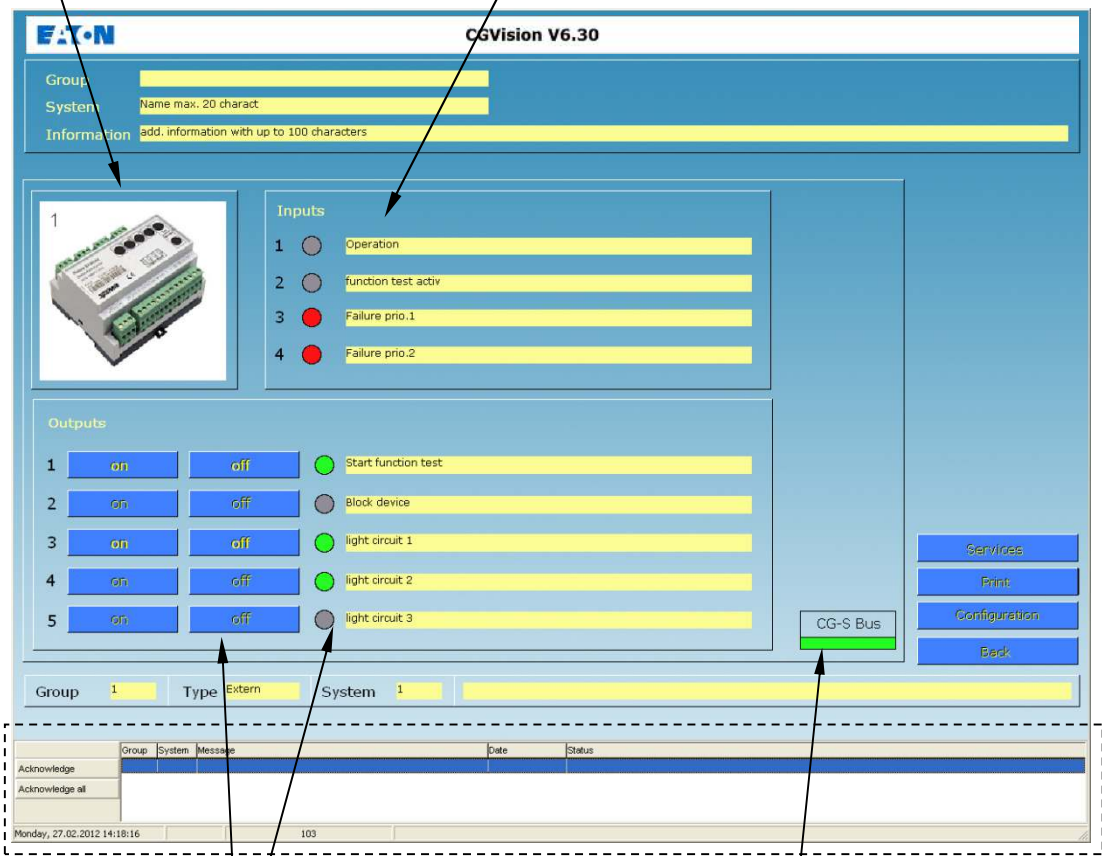 EATON
CGVision V6.30
Group
System Name max. 20 charact
Information add. information with up to 100 characters
1
Inputs
1 Operation
2 function test activ
3 Failure prio.1
4 Failure prio.2
Outputs
1 on off Start function test
2 on off Block device
3 on off light circuit 1
4 on off light circuit 2
5 on off light circuit 3
CG-S Bus
Services
Print
Configuration
Back
Group 1 Type Extern System 1
Group System Message Date Status
Acknowledge
Acknowledge all
Monday, 27.02.2012 14:18:16 103